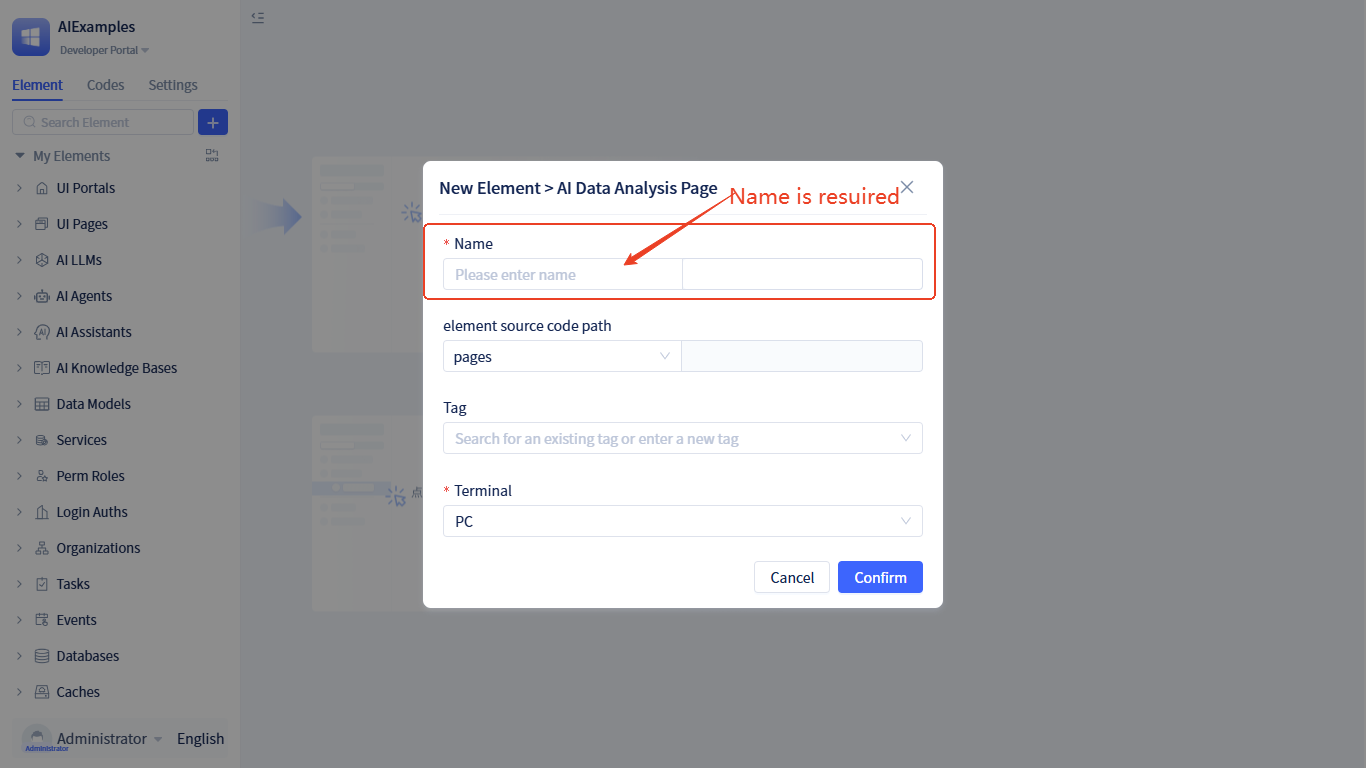 AIExamples
Developer Portal
Element Codes Settings
Search Element
My Elements
UI Portals
UI Pages
AI LLMs
AI Agents
AI Assistants
AI Knowledge Bases
Data Models
Services
Perm Roles
Login Auths
Organizations
Tasks
Events
Databases
Caches
Administrator English
Administrator
点
New Element > AI Data Analysis Page
Name is resuired
* Name
Please enter name
element source code path
pages
Tag
Search for an existing tag or enter a new tag
* Terminal
PC
Cancel Confirm